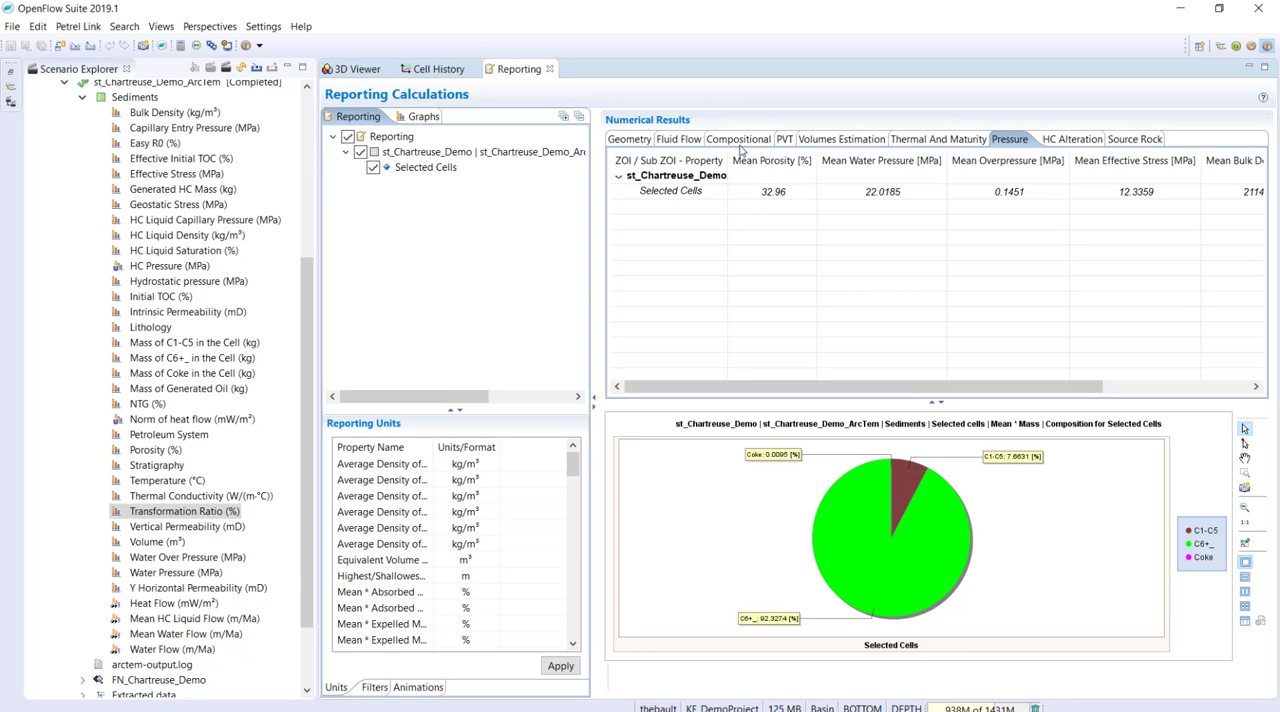 OpenFlow Suite 2019.1
File Edit Petrel Link Search Views Perspectives Settings Help
Scenario Explorer
st_Chartreuse_Demo_ArcTem [Completed]
Sediments
Bulk Density (kg/m³)
Capillary Entry Pressure (MPa)
Easy R0 (%)
Effective Initial TOC (%)
Effective Stress (MPa)
Generated HC Mass (kg)
Geostatic Stress (MPa)
HC Liquid Capillary Pressure (MPa)
HC Liquid Density (kg/m³)
HC Liquid Saturation (%)
HC Pressure (MPa)
Hydrostatic pressure (MPa)
Initial TOC (%)
Intrinsic Permeability (mD)
Lithology
Mass of C1-C5 in the Cell (kg)
Mass of C6+_ in the Cell (kg)
Mass of Coke in the Cell (kg)
Mass of Generated Oil (kg)
NTG (%)
Norm of heat flow (mW/m²)
Petroleum System
Porosity (%)
Stratigraphy
Temperature (°C)
Thermal Conductivity (W/(m·°C))
Transformation Ratio (%)
Vertical Permeability (mD)
Volume (m³)
Water Over Pressure (MPa)
Water Pressure (MPa)
Y Horizontal Permeability (mD)
Heat Flow (mW/m²)
Mean HC Liquid Flow (m/Ma)
Mean Water Flow (m/Ma)
Water Flow (m/Ma)
arctem-output.log
FN_Chartreuse_Demo
Extracted data
3D Viewer Cell History Reporting
Reporting Calculations
Reporting Graphs
Reporting
st_Chartreuse_Demo | st_Chartreuse_Demo_Arc
Selected Cells
Reporting Units
Property Name Units/Format
Average Density of... kg/m³
Average Density of... kg/m³
Average Density of... kg/m³
Average Density of... kg/m³
Average Density of... kg/m³
Average Density of... kg/m³
Equivalent Volume ... m³
Highest/Shallowes... m
Mean * Absorbed ... %
Mean * Absorbed ... %
Mean * Expelled M... %
Mean * Expelled M... %
Apply
Units Filters Animations
Numerical Results
Geometry Fluid Flow Compositional PVT Volumes Estimation Thermal And Maturity Pressure HC Alteration Source Rock
ZOI / Sub ZOI - Property Mean Porosity [%] Mean Water Pressure [MPa] Mean Overpressure [MPa] Mean Effective Stress [MPa] Mean Bulk D
st_Chartreuse_Demo
Selected Cells 32.96 22.0185 0.1451 12.3359 2114
st_Chartreuse_Demo | st_Chartreuse_Demo_ArcTem | Sediments | Selected cells | Mean * Mass | Composition for Selected Cells
Coke: 0.0095 [%]
C1-C5: 7.6631 [%]
C6+_: 92.3274 [%]
C1-C5
C6+_
Coke
Selected Cells
1:1
thebault KF_DemoProject 125 MB Basin BOTTOM DEPTH 938M of 1431M